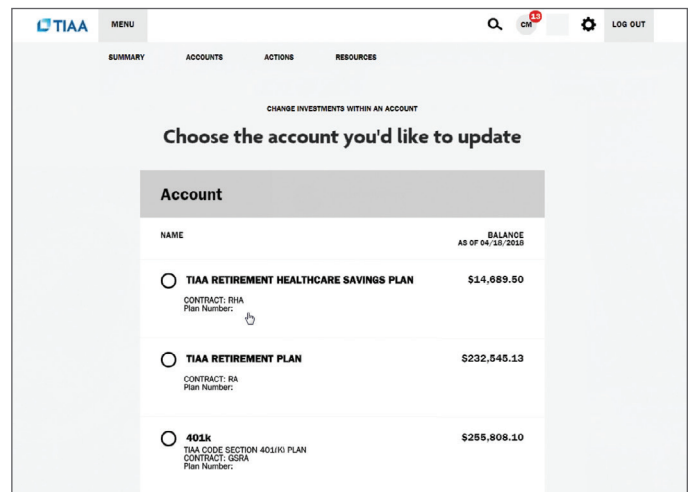 TIAA MENU CM 13 LOG OUT
SUMMARY ACCOUNTS ACTIONS RESOURCES
CHANGE INVESTMENTS WITHIN AN ACCOUNT
Choose the account you'd like to update
Account
NAME BALANCE
AS OF 04/18/2018
TIAA RETIREMENT HEALTHCARE SAVINGS PLAN $14,689.50
CONTRACT: RHA
Plan Number:
TIAA RETIREMENT PLAN $232,545.13
CONTRACT: RA
Plan Number:
401k $255,808.10
TIAA CODE SECTION 401(K) PLAN
CONTRACT: GSRA
Plan Number: